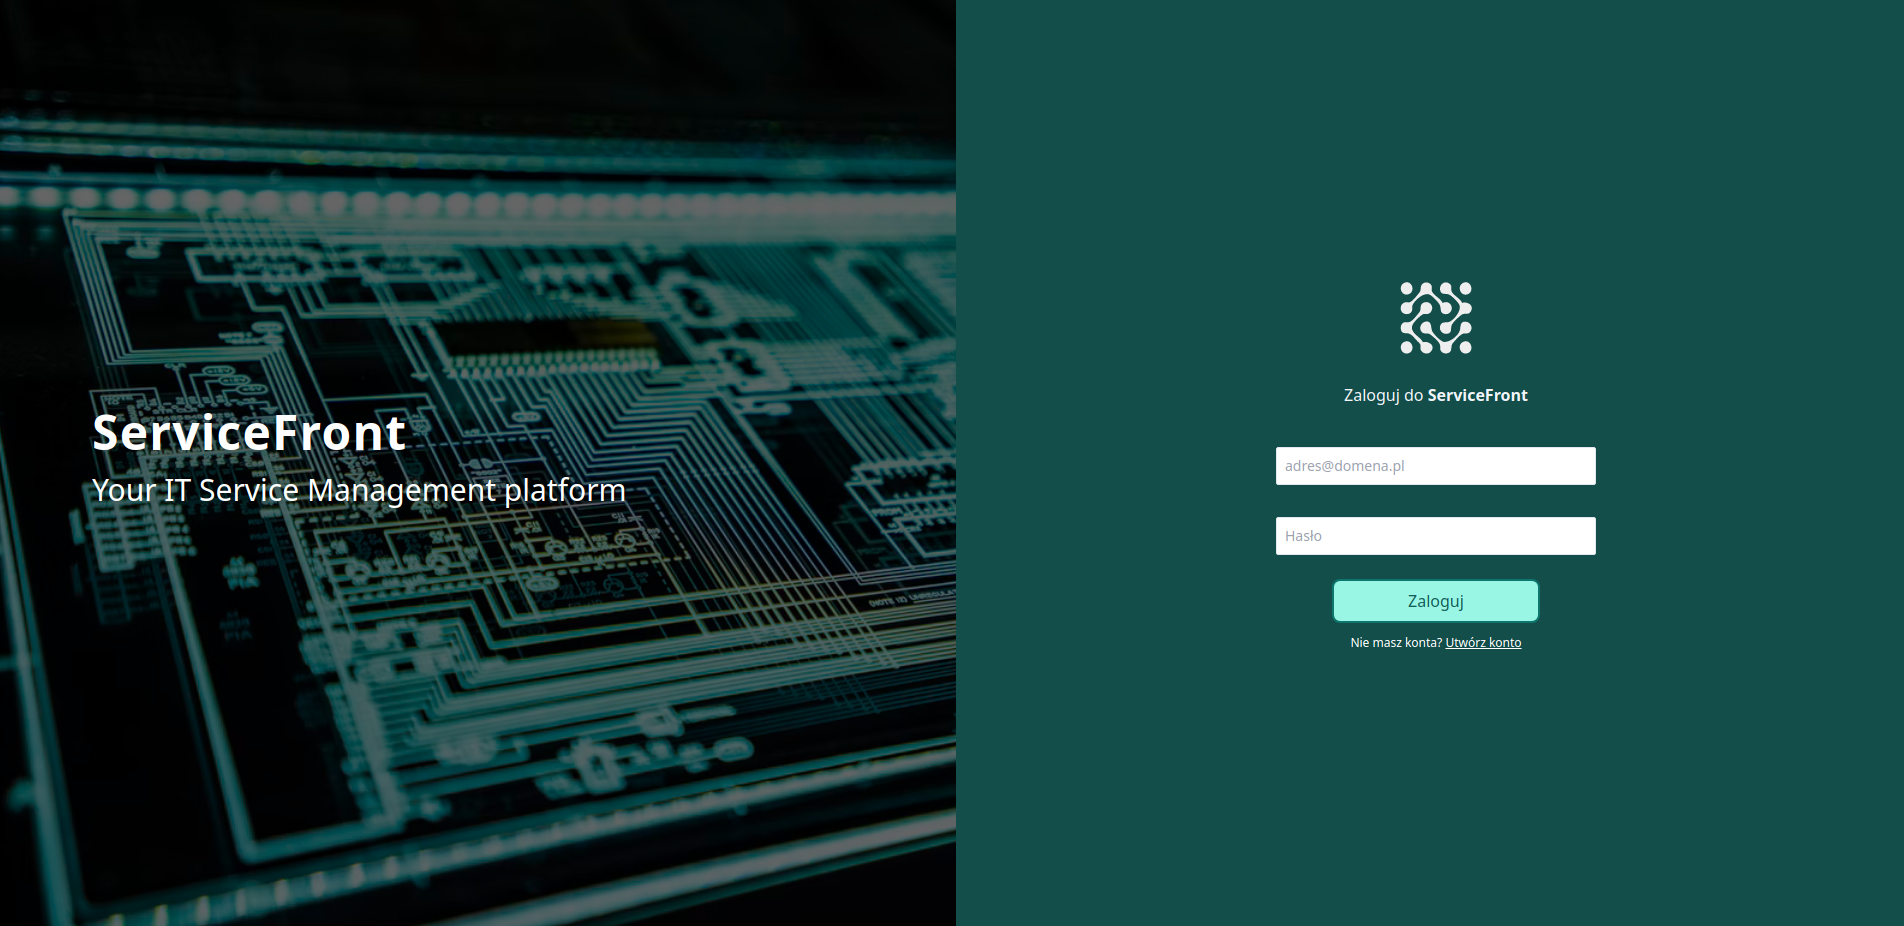 ServiceFront
Your IT Service Management platform
Zaloguj do ServiceFront
adres@domena.pl
Hasło
Zaloguj
Nie masz konta? Utwórz konto